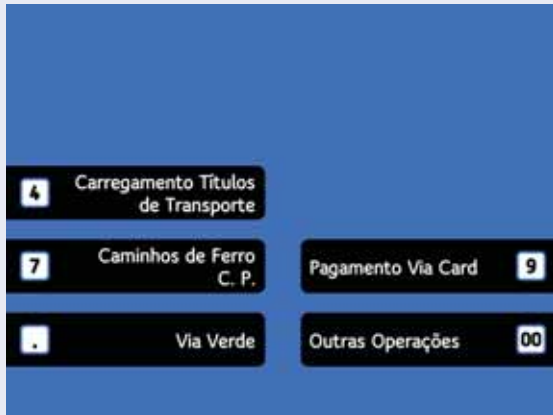 4
Carregamento Títulos
de Transporte
7
Caminhos de Ferro
C. P.
Pagamento Via Card
9
.
Via Verde
Outras Operações
00